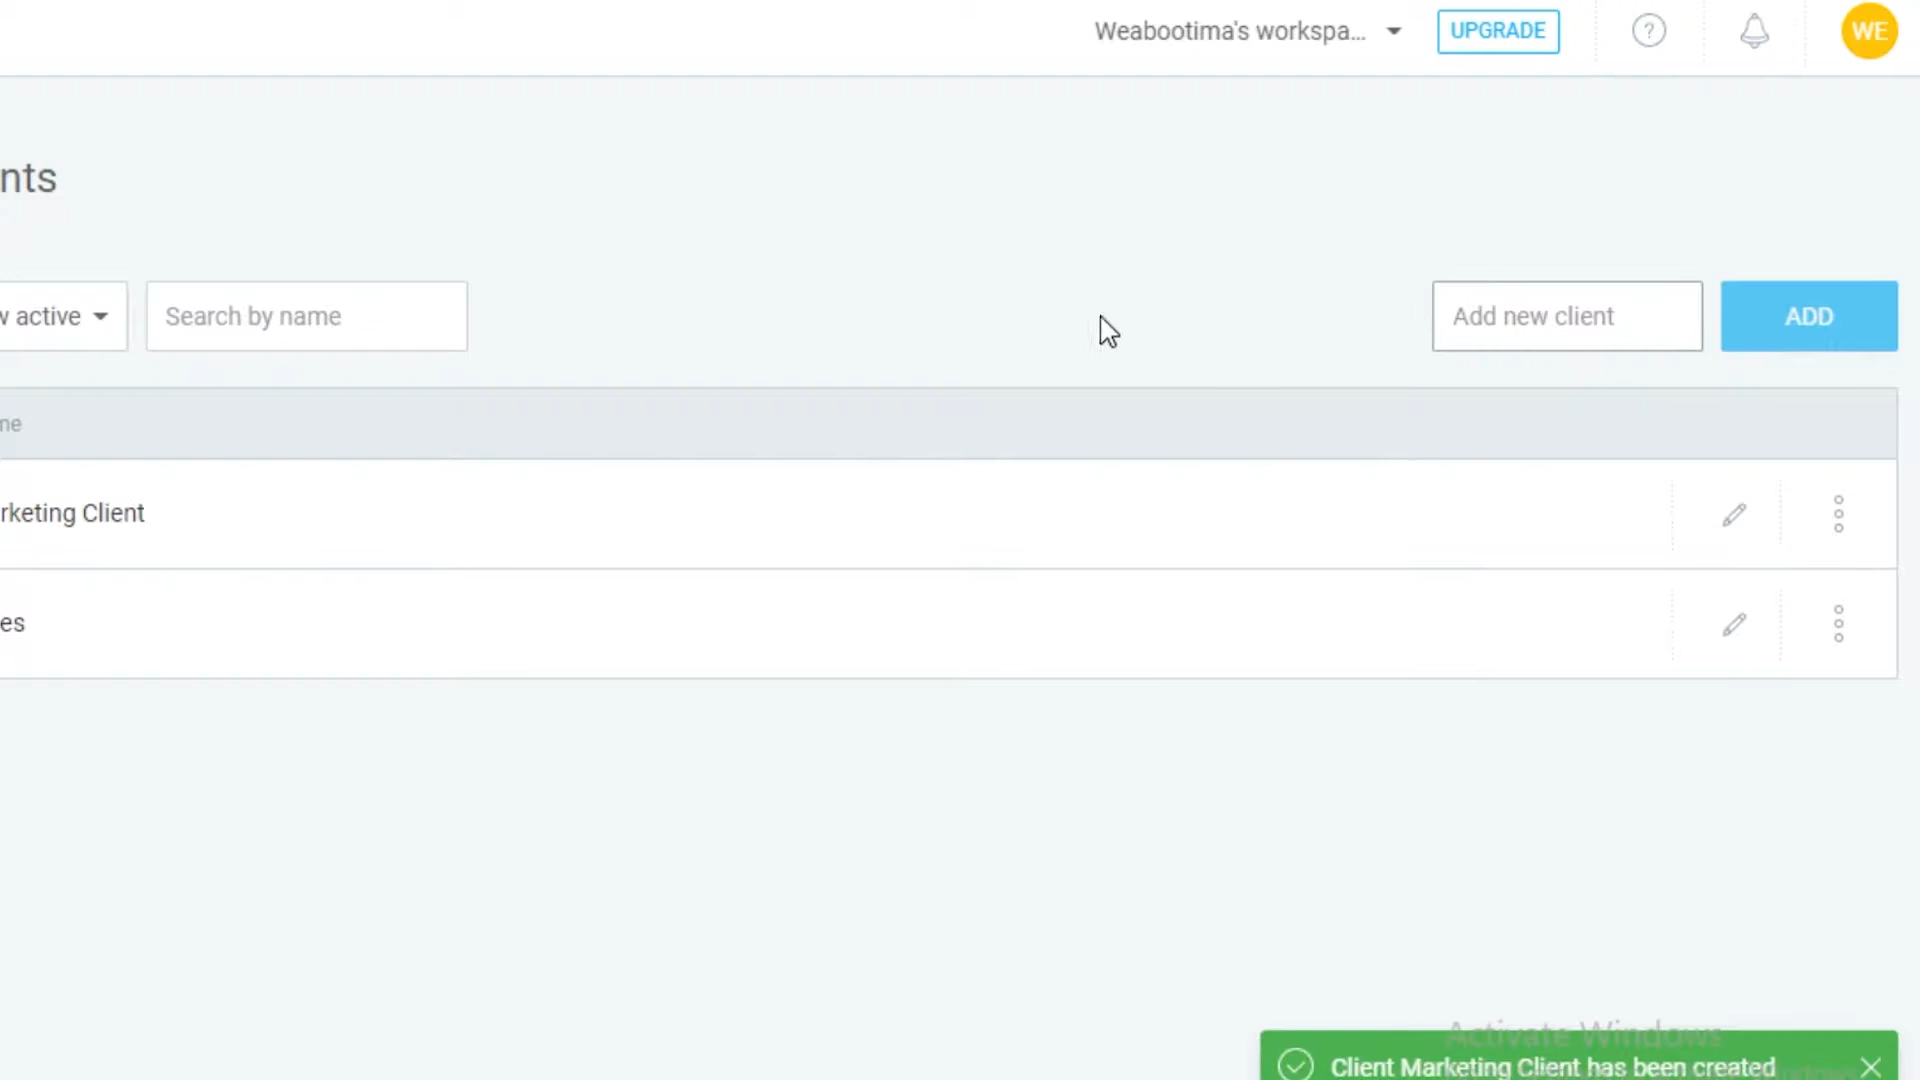 Weabootima's workspa...
UPGRADE
?
WE
nts
w active
Search by name
Add new client
ADD
me
rketing Client
es
Activate Windows
Client Marketing Client has been created